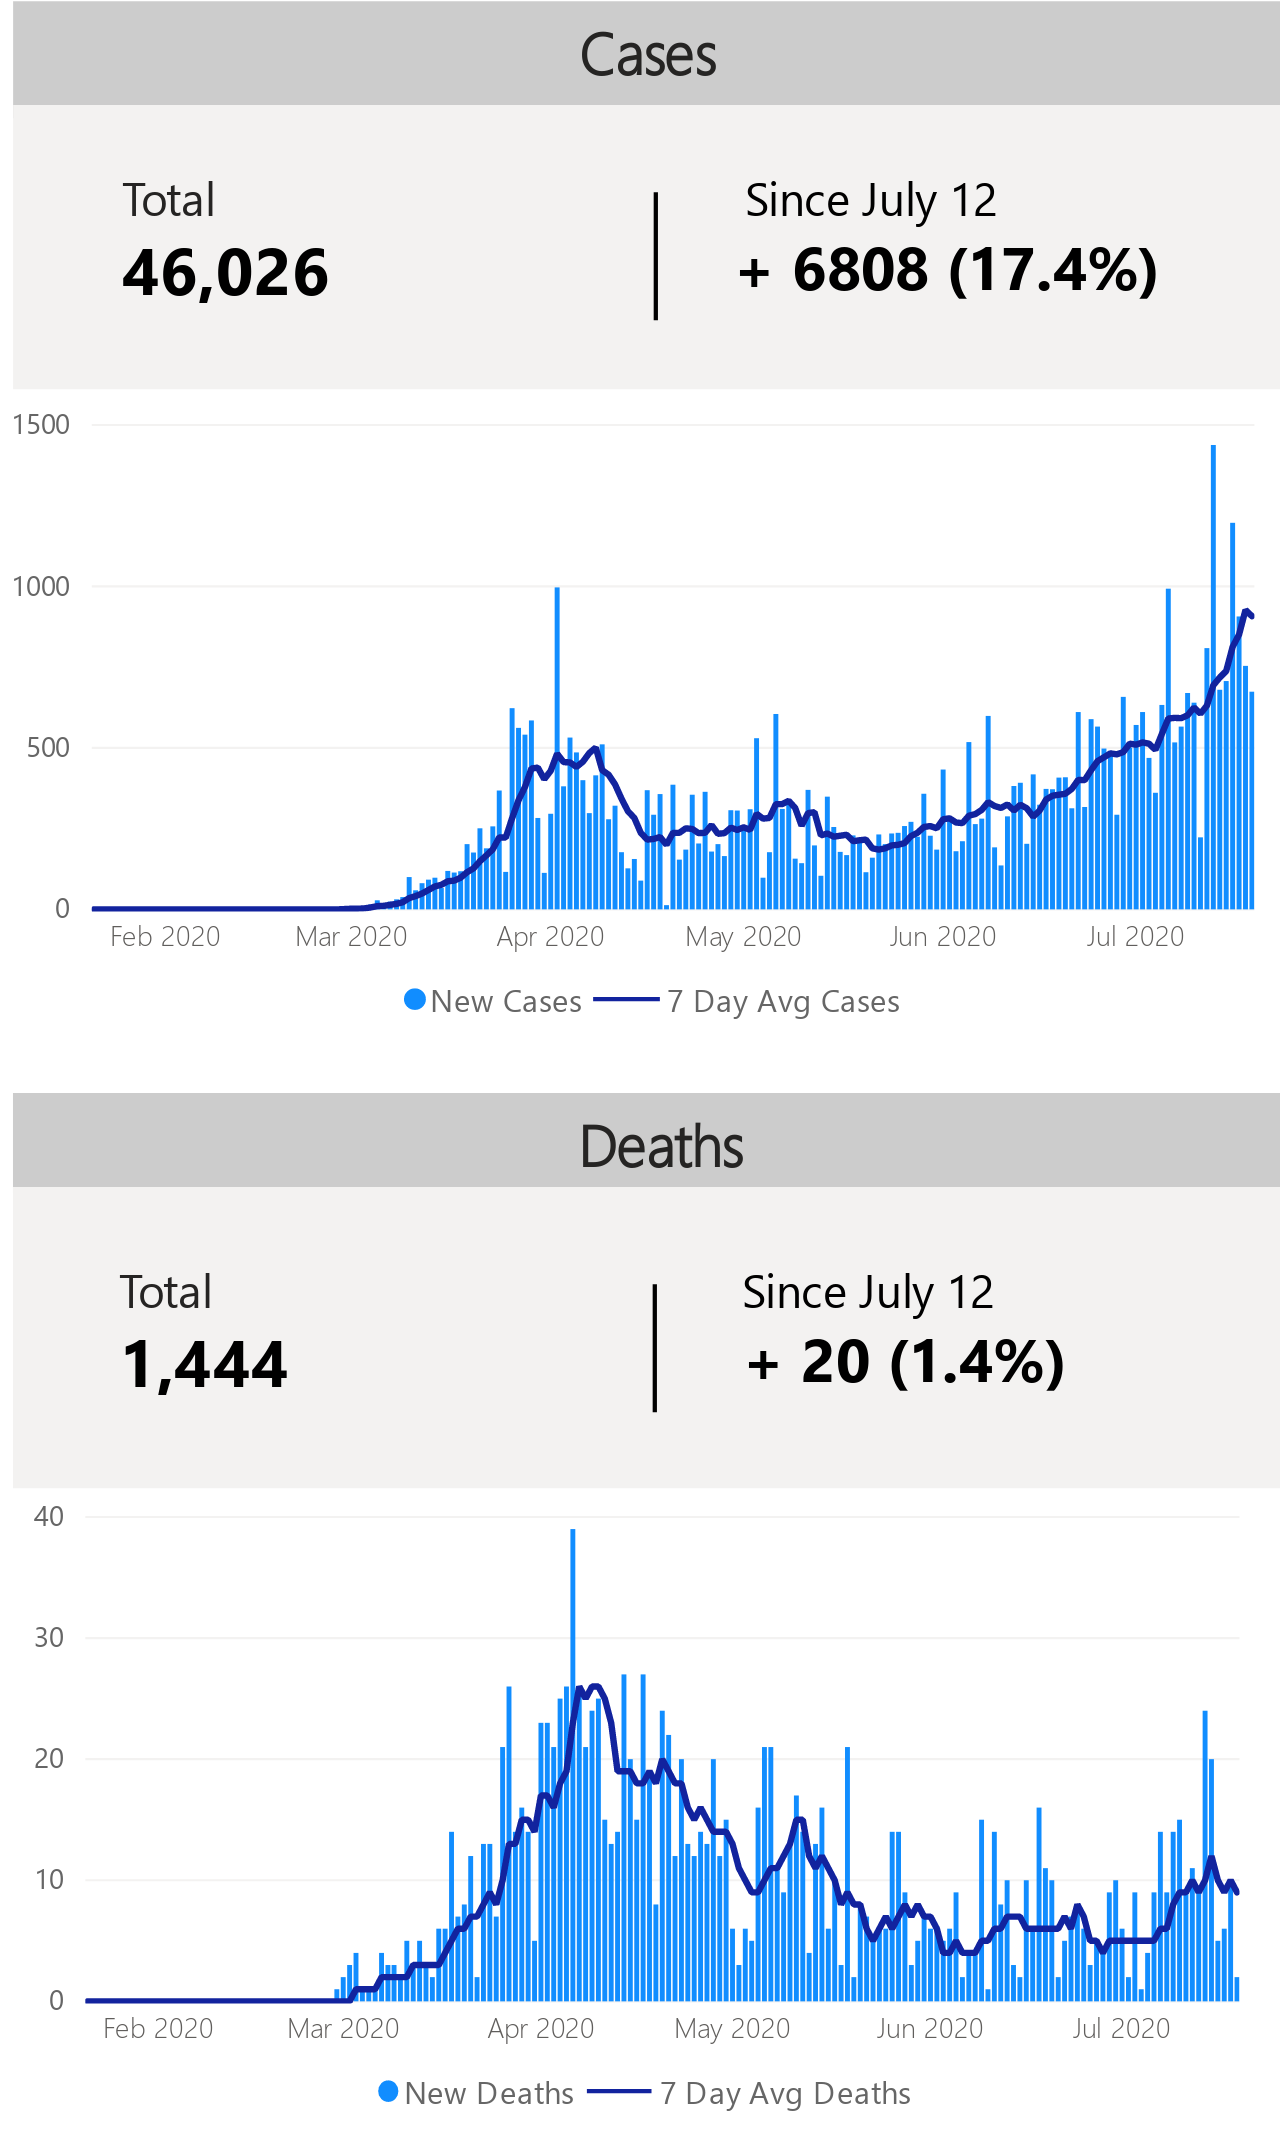 Cases
Total
Since July 12
46,026
+ 6808 (17.4%)
1500
1000
500
0
Feb 2020 Mar 2020 Apr 2020 May 2020 Jun 2020 Jul 2020
New Cases 7 Day Avg Cases
Deaths
Total
Since July 12
1,444
+ 20 (1.4%)
40
30
20
10
0
Feb 2020 Mar 2020 Apr 2020 May 2020 Jun 2020 Jul 2020
New Deaths 7 Day Avg Deaths